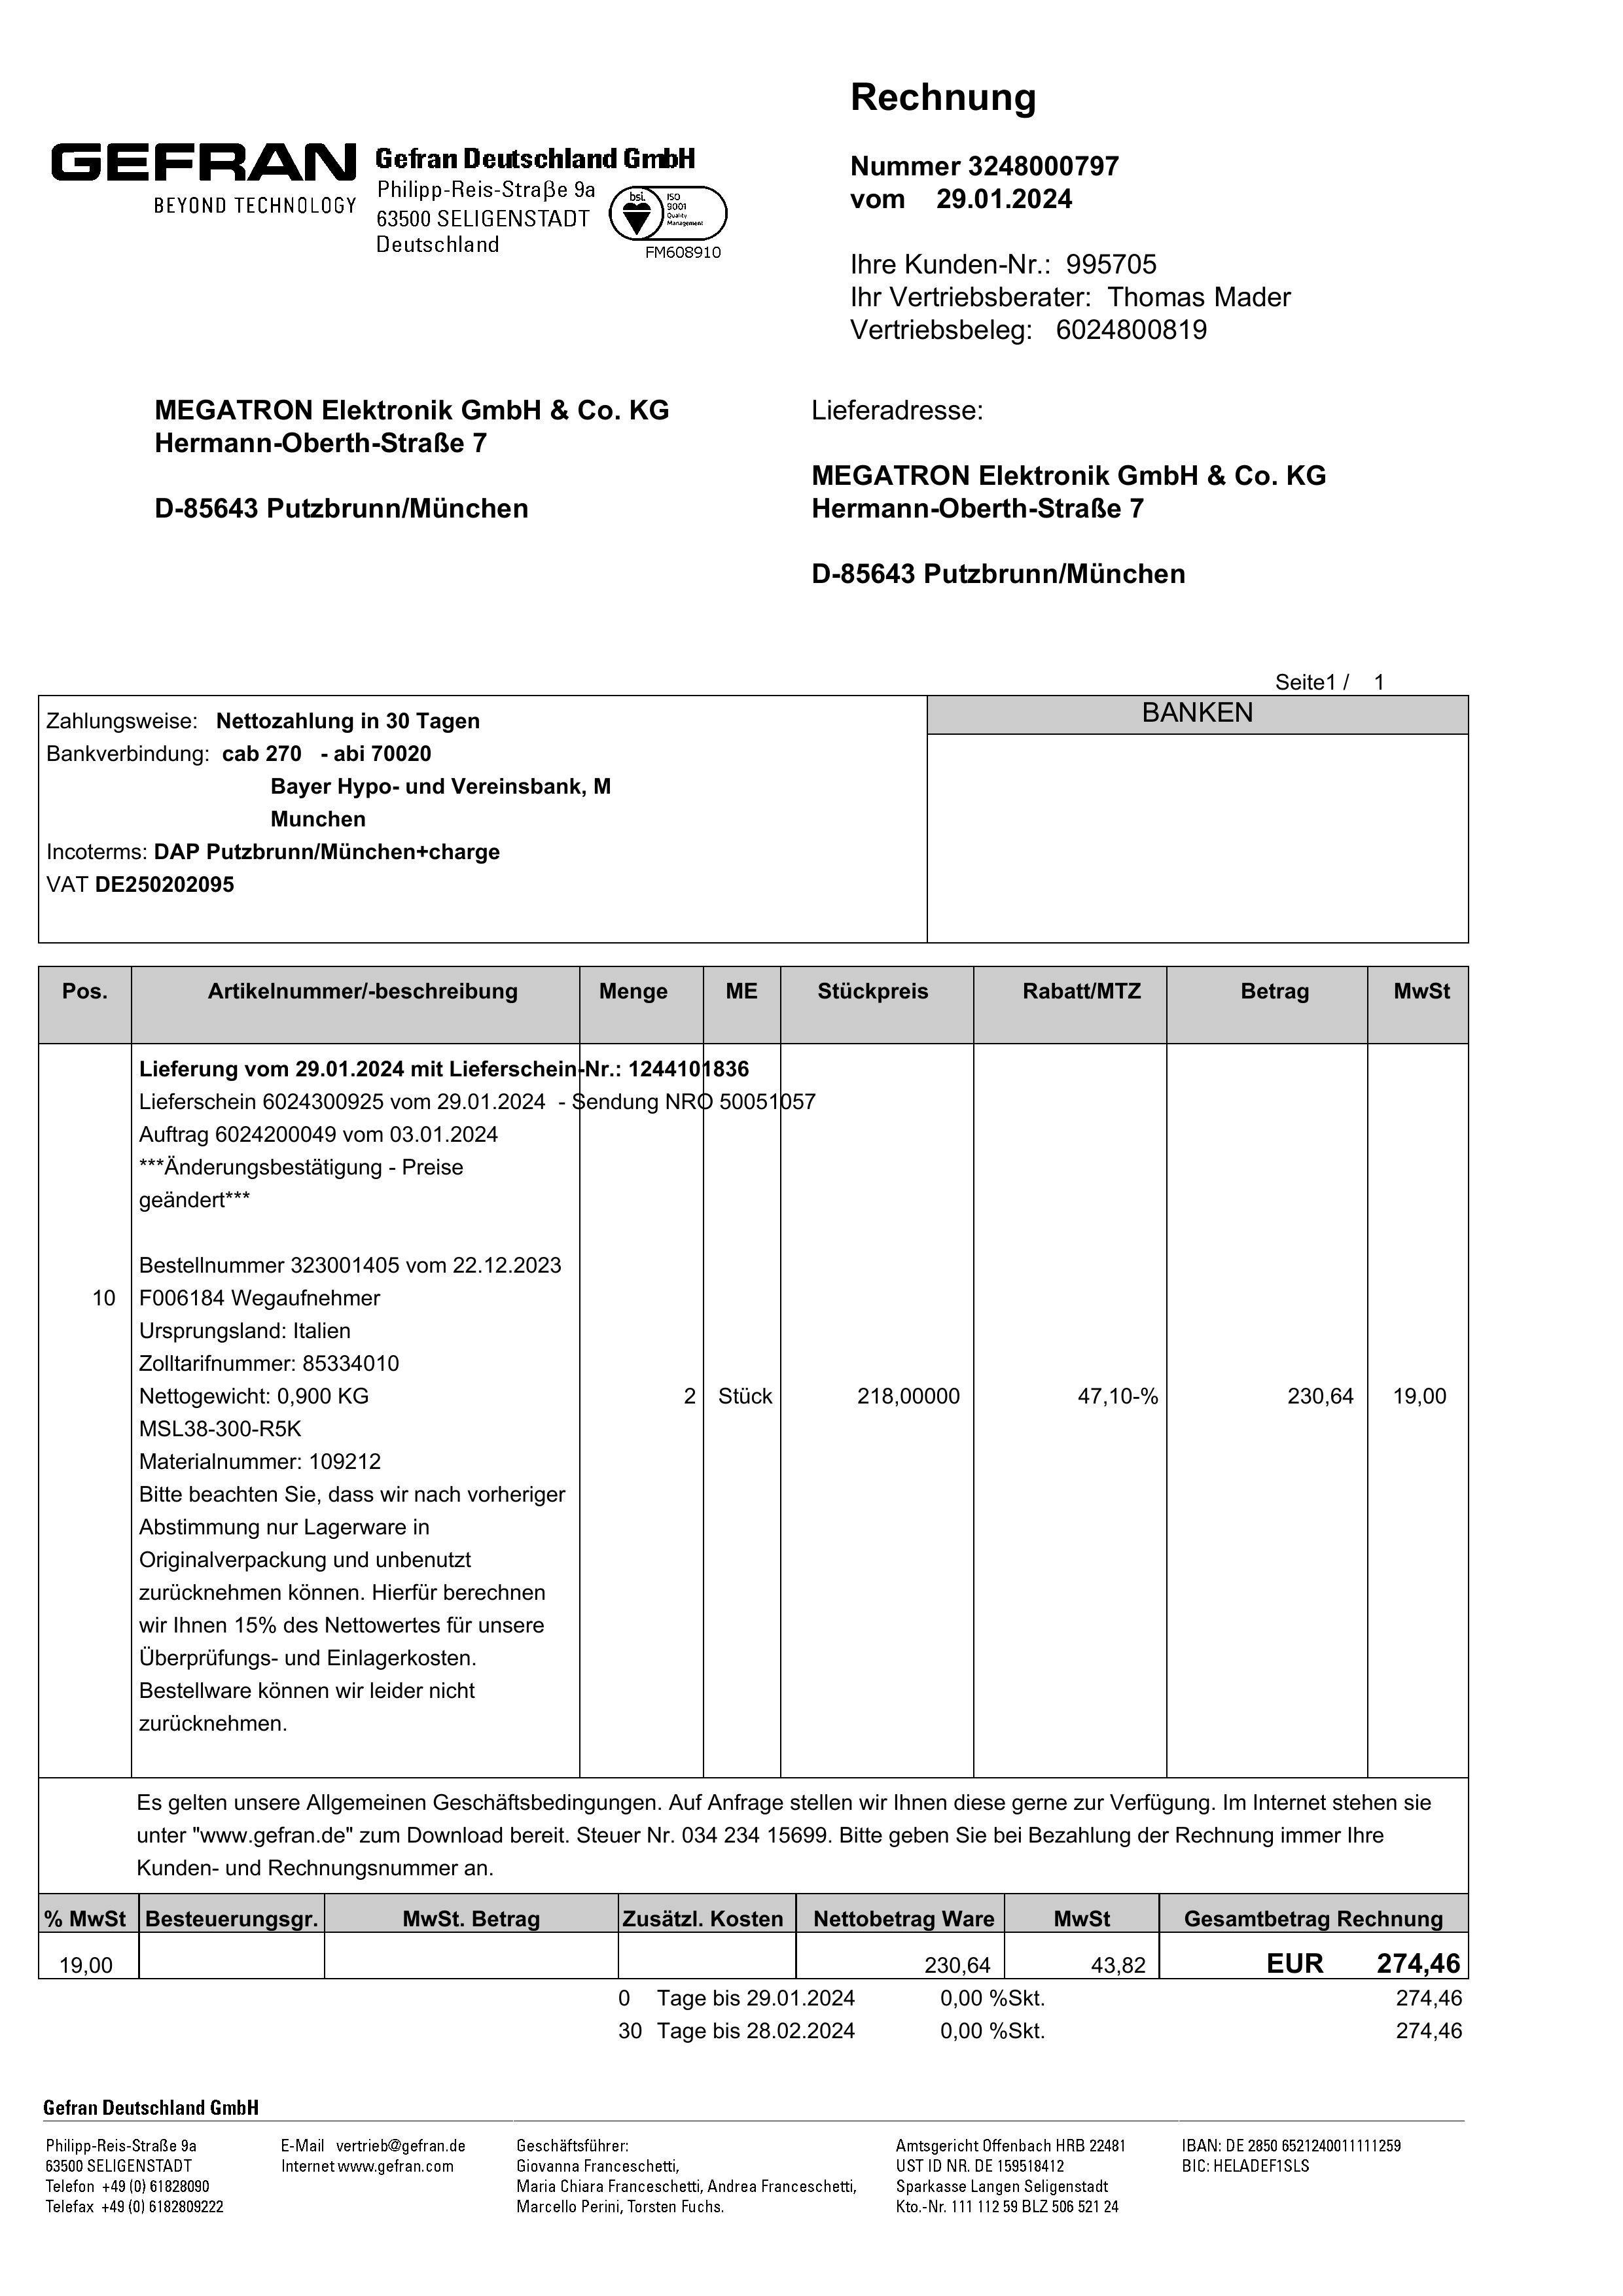 Rechnung
GEFRAN
BEYOND TECHNOLOGY
Gefran Deutschland GmbH
Philipp-Reis-Straße 9a
63500 SELIGENSTADT
Deutschland
bsi.
ISO
9001
Quality
Management
FM608910
Nummer 3248000797
vom 29.01.2024
Ihre Kunden-Nr.: 995705
Ihr Vertriebsberater: Thomas Mader
Vertriebsbeleg: 6024800819
MEGATRON Elektronik GmbH & Co. KG
Hermann-Oberth-Straße 7
D-85643 Putzbrunn/München
Lieferadresse:
MEGATRON Elektronik GmbH & Co. KG
Hermann-Oberth-Straße 7
D-85643 Putzbrunn/München
Seite1 / 1
Zahlungsweise: Nettozahlung in 30 Tagen
Bankverbindung: cab 270 - abi 70020
Bayer Hypo- und Vereinsbank, M
Munchen
Incoterms: DAP Putzbrunn/München+charge
VAT DE250202095
BANKEN
Pos. Artikelnummer/-beschreibung Menge ME Stückpreis Rabatt/MTZ Betrag MwSt
Lieferung vom 29.01.2024 mit Lieferschein-Nr.: 1244101836
Lieferschein 6024300925 vom 29.01.2024 - Sendung NRO 50051057
Auftrag 6024200049 vom 03.01.2024
***Änderungsbestätigung - Preise
geändert***
Bestellnummer 323001405 vom 22.12.2023
10 F006184 Wegaufnehmer
Ursprungsland: Italien
Zolltarifnummer: 85334010
Nettogewicht: 0,900 KG 2 Stück 218,00000 47,10-% 230,64 19,00
MSL38-300-R5K
Materialnummer: 109212
Bitte beachten Sie, dass wir nach vorheriger
Abstimmung nur Lagerware in
Originalverpackung und unbenutzt
zurücknehmen können. Hierfür berechnen
wir Ihnen 15% des Nettowertes für unsere
Überprüfungs- und Einlagerkosten.
Bestellware können wir leider nicht
zurücknehmen.
Es gelten unsere Allgemeinen Geschäftsbedingungen. Auf Anfrage stellen wir Ihnen diese gerne zur Verfügung. Im Internet stehen sie
unter "www.gefran.de" zum Download bereit. Steuer Nr. 034 234 15699. Bitte geben Sie bei Bezahlung der Rechnung immer Ihre
Kunden- und Rechnungsnummer an.
% MwSt Besteuerungsgr. MwSt. Betrag Zusätzl. Kosten Nettobetrag Ware MwSt Gesamtbetrag Rechnung
19,00 230,64 43,82 EUR 274,46
0 Tage bis 29.01.2024 0,00 %Skt. 274,46
30 Tage bis 28.02.2024 0,00 %Skt. 274,46
Gefran Deutschland GmbH
Philipp-Reis-Straße 9a
63500 SELIGENSTADT
Telefon +49 (0) 61828090
Telefax +49 (0) 6182809222
E-Mail vertrieb@gefran.de
Internet www.gefran.com
Geschäftsführer:
Giovanna Franceschetti,
Maria Chiara Franceschetti, Andrea Franceschetti,
Marcello Perini, Torsten Fuchs.
Amtsgericht Offenbach HRB 22481
UST ID NR. DE 159518412
Sparkasse Langen Seligenstadt
Kto.-Nr. 111 112 59 BLZ 506 521 24
IBAN: DE 2850 6521240011111259
BIC: HELADEF1SLS